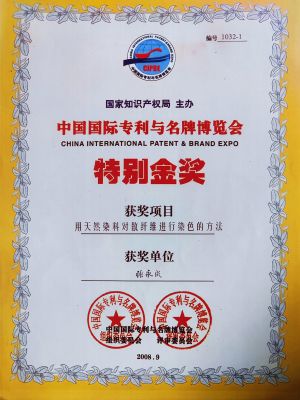 CIPBE
编号 1032-1
国家知识产权局 主办
中国国际专利与名牌博览会
CHINA INTERNATIONAL PATENT & BRAND EXPO
特别金奖
获奖项目
用天然染料对散纤维进行染色的方法
获奖单位
中国国际专利与名牌博览会 中国国际专利与名牌博览会
组织委员会 评审委员会
2008.9